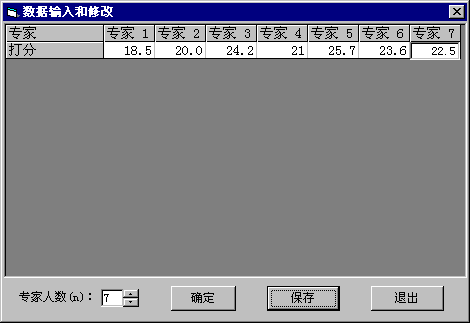 数据输入和修改
专家 专家 1 专家 2 专家 3 专家 4 专家 5 专家 6 专家 7
打分 18.5 20.0 24.2 21 25.7 23.6 22.5
专家人数(n): 7 确定 保存 退出